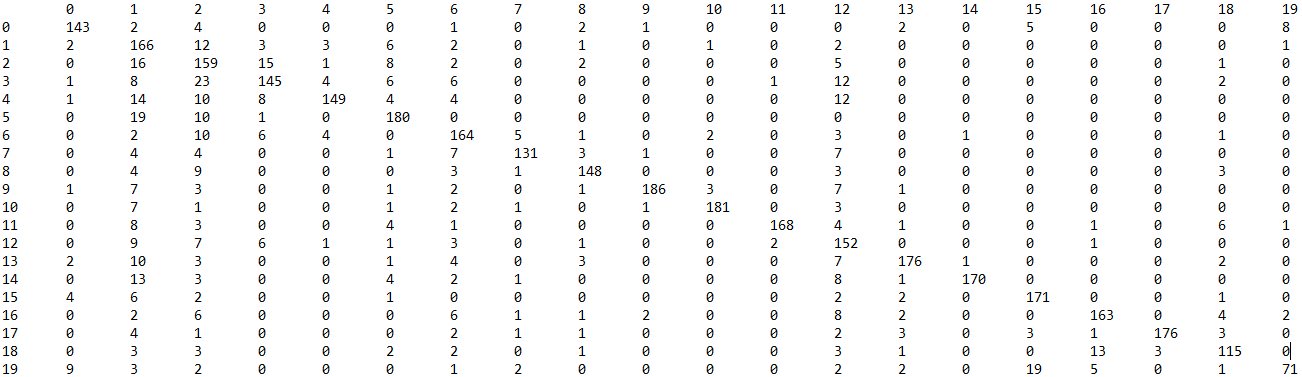 0 1 2 3 4 5 6 7 8 9 10 11 12 13 14 15 16 17 18 19
0 143 2 4 0 0 0 1 0 2 1 0 0 0 2 0 5 0 0 0 8
1 2 166 12 3 3 6 2 0 1 0 1 0 2 0 0 0 0 0 0 1
2 0 16 159 15 1 8 2 0 2 0 0 0 5 0 0 0 0 0 1 0
3 1 8 23 145 4 6 6 0 0 0 0 1 12 0 0 0 0 0 2 0
4 1 14 10 8 149 4 4 0 0 0 0 0 12 0 0 0 0 0 0 0
5 0 19 10 1 0 180 0 0 0 0 0 0 0 0 0 0 0 0 0 0
6 0 2 10 6 4 0 164 5 1 0 2 0 3 0 1 0 0 0 1 0
7 0 4 4 0 0 1 7 131 3 1 0 0 7 0 0 0 0 0 0 0
8 0 4 9 0 0 0 3 1 148 0 0 0 3 0 0 0 0 0 3 0
9 1 7 3 0 0 1 2 0 1 186 3 0 7 1 0 0 0 0 0 0
10 0 7 1 0 0 1 2 1 0 1 181 0 3 0 0 0 0 0 0 0
11 0 8 3 0 0 4 1 0 0 0 0 168 4 1 0 0 1 0 6 1
12 0 9 7 6 1 1 3 0 1 0 0 2 152 0 0 0 1 0 0 0
13 2 10 3 0 0 1 4 0 3 0 0 0 7 176 1 0 0 0 2 0
14 0 13 3 0 0 4 2 1 0 0 0 0 8 1 170 0 0 0 0 0
15 4 6 2 0 0 1 0 0 0 0 0 0 2 2 0 171 0 0 1 0
16 0 2 6 0 0 0 6 1 1 2 0 0 8 2 0 0 163 0 4 2
17 0 4 1 0 0 0 2 1 1 0 0 0 2 3 0 3 1 176 3 0
18 0 3 3 0 0 2 2 0 1 0 0 0 3 1 0 0 13 3 115 0
19 9 3 2 0 0 0 1 2 0 0 0 0 2 2 0 19 5 0 1 71